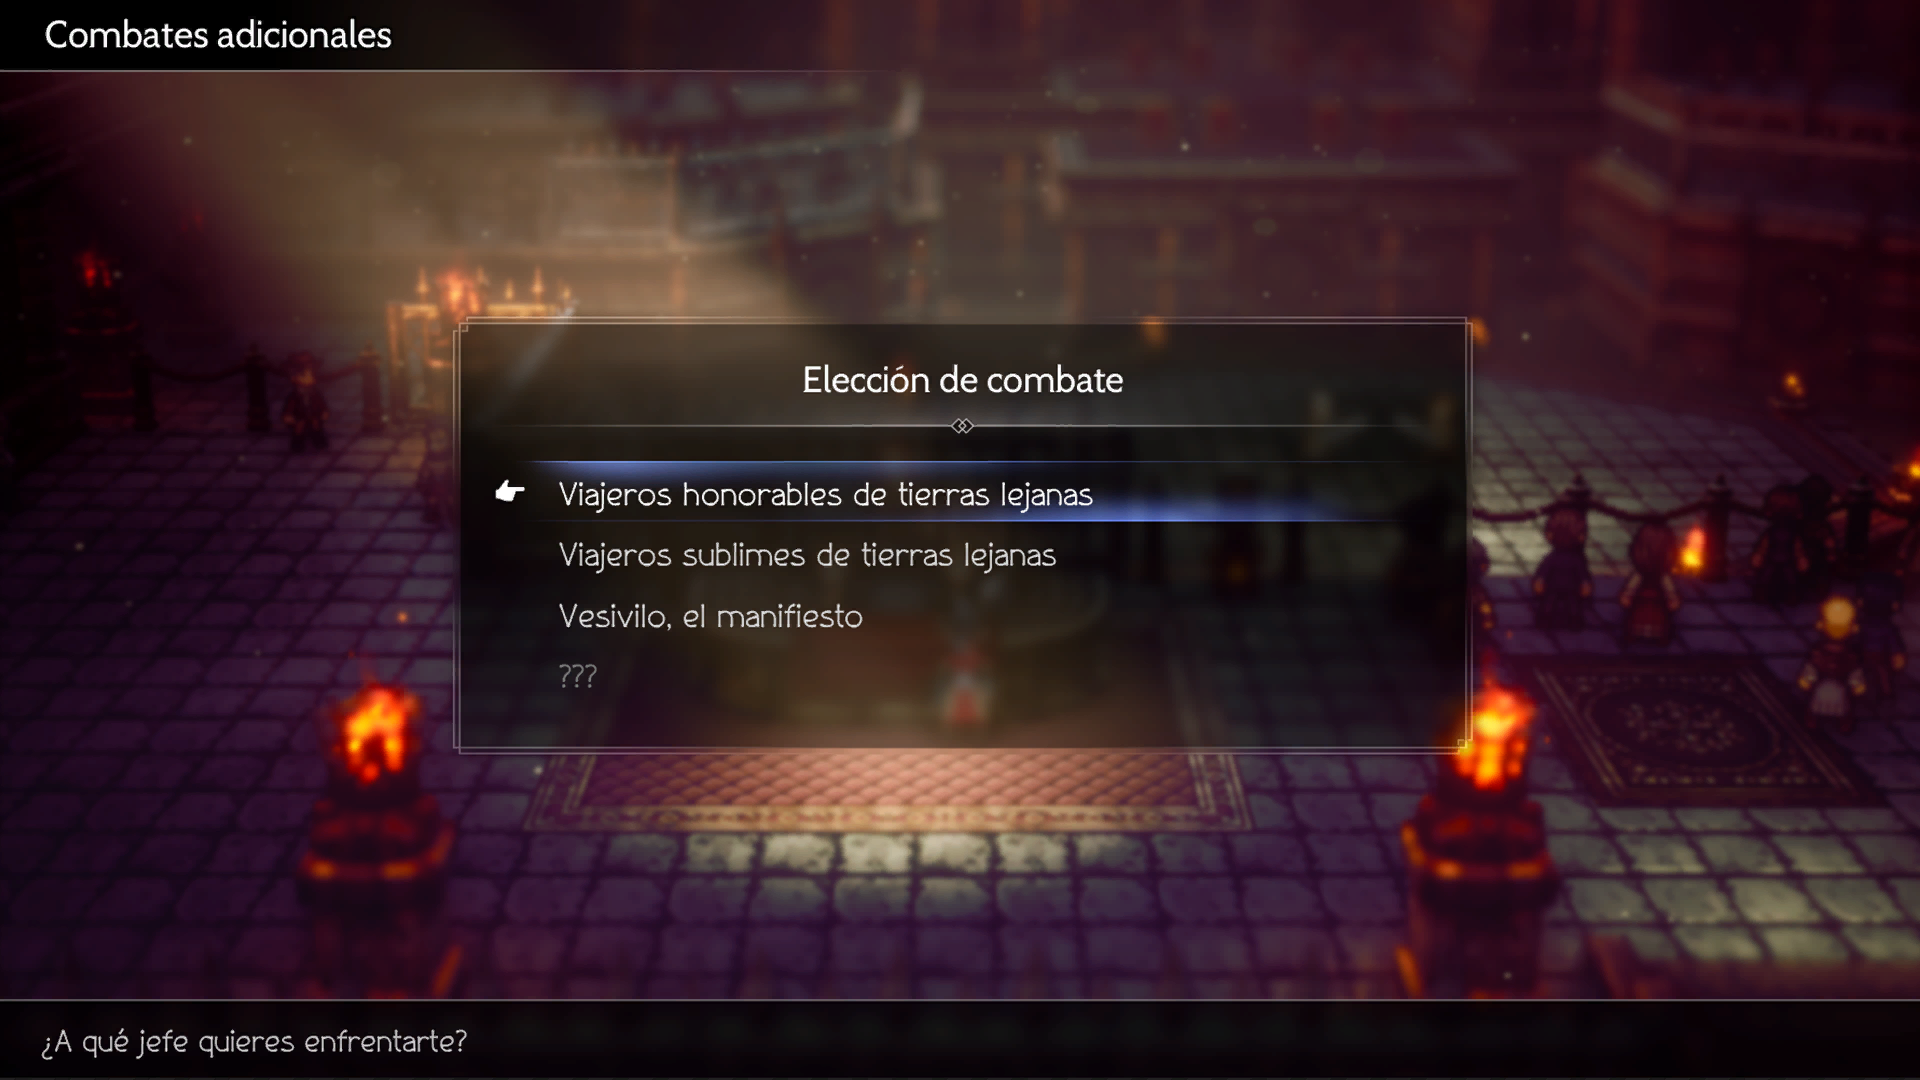 Combates adicionales
Elección de combate
Viajeros honorables de tierras lejanas
Viajeros sublimes de tierras lejanas
Vesivilo, el manifiesto
???
¿A qué jefe quieres enfrentarte?